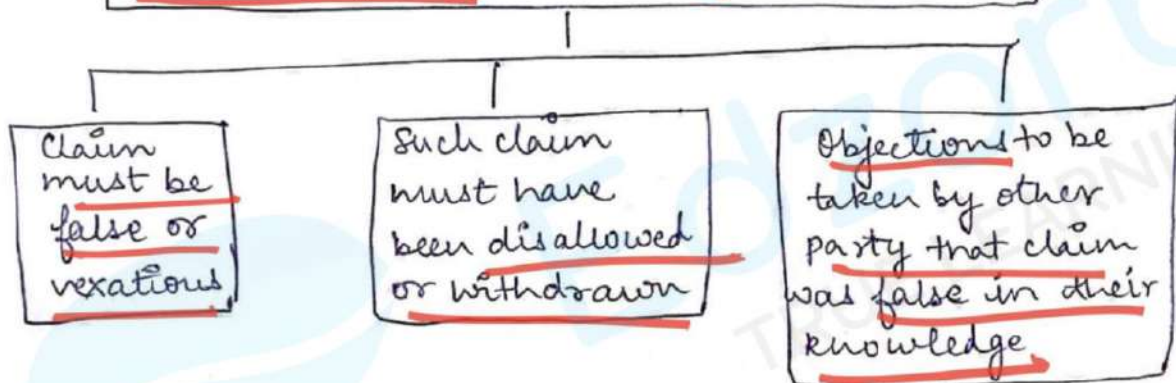 Claim
must be
false or
vexatious
Such claim
must have
been disallowed
or withdrawn
Objections to be
taken by other
party that claim
was false in their
knowledge
Edzorb